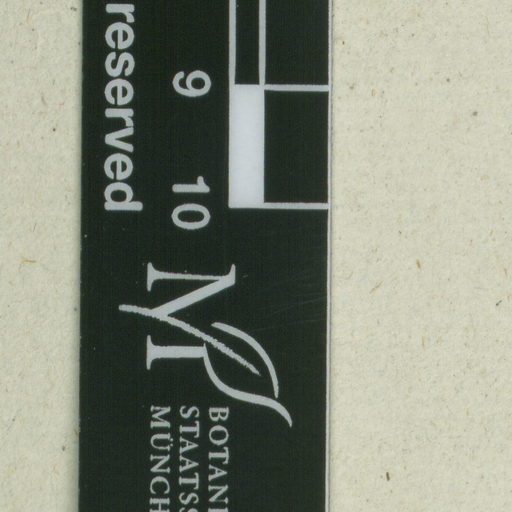 reserved
9 10
BOTANI
STAATSS
MÜNCH